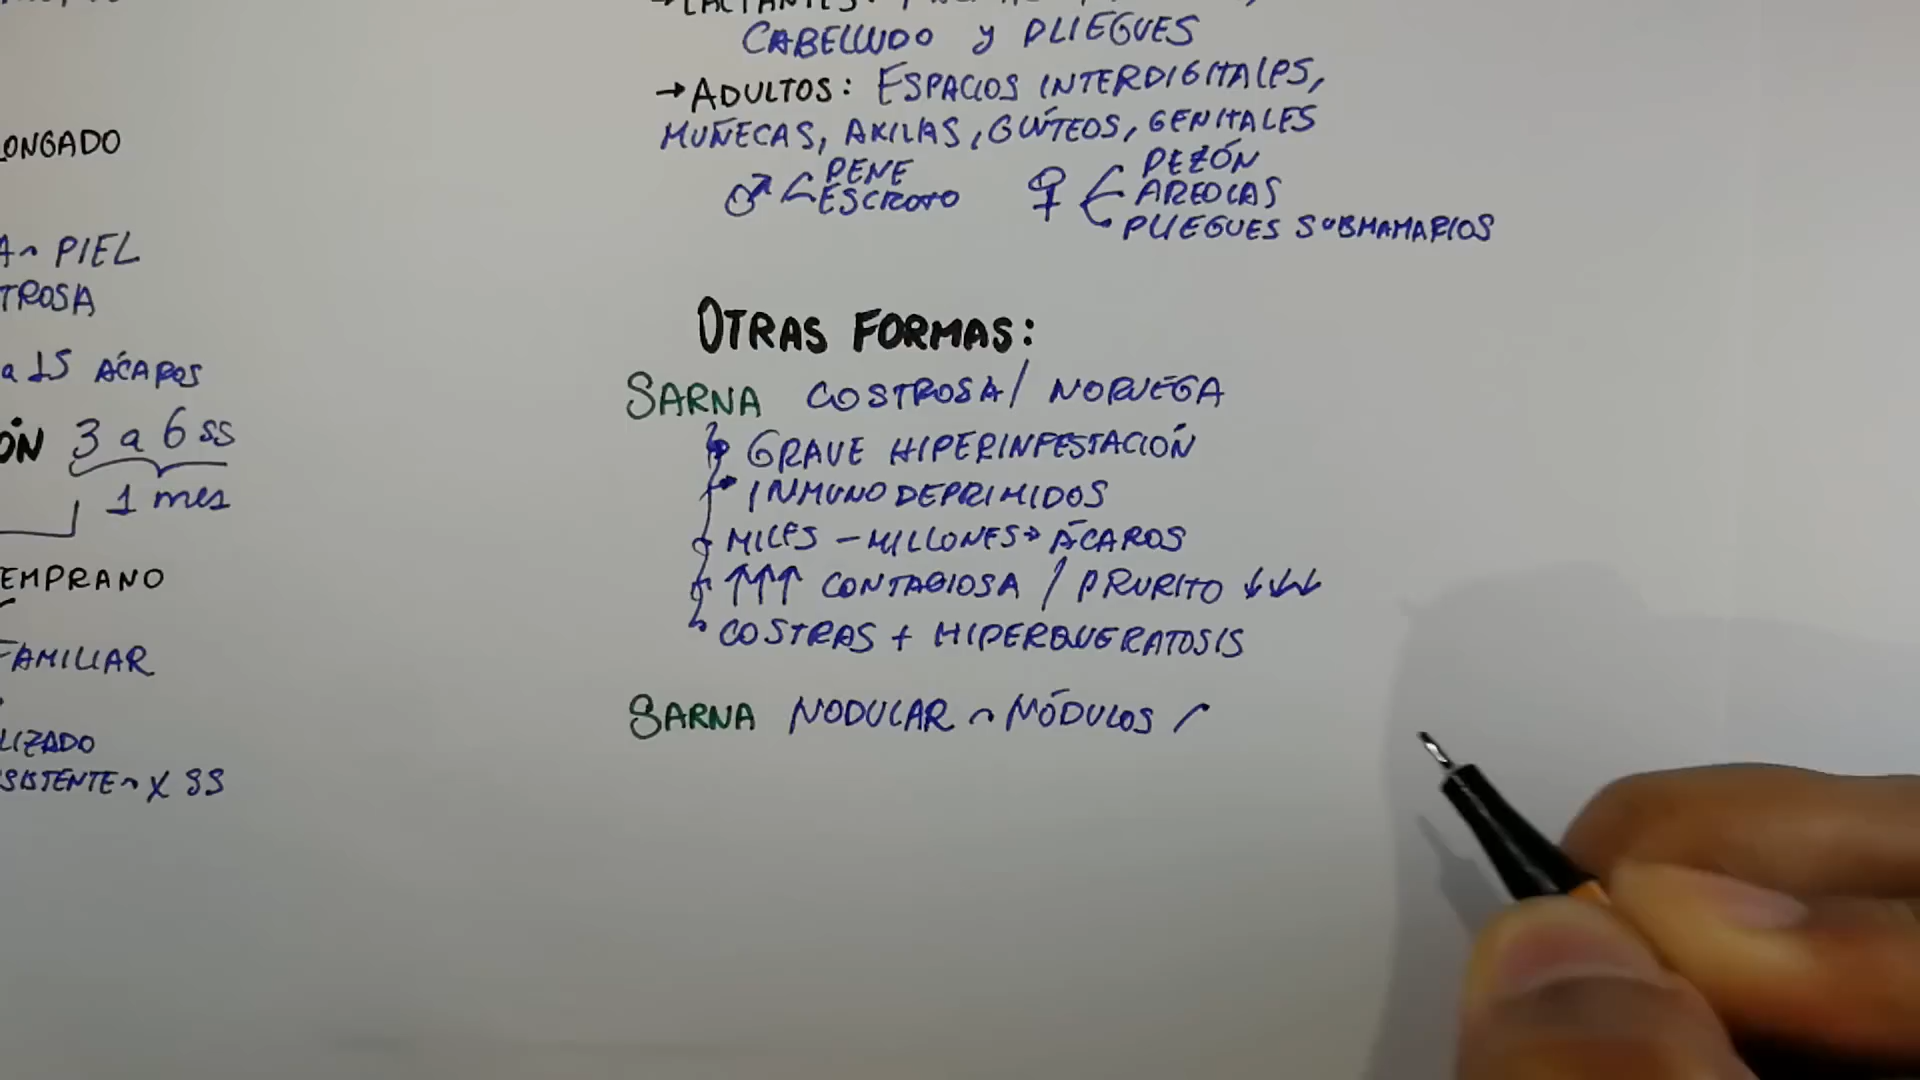 ONGADO
PIEL
TROSA
a 15 ÁCAROS
ÓN 3 a 6 ss
1 mes
EMPRANO
FAMILIAR
LIZADO
SISTENTE X SS
→ LACTANTES:
CABELLUDO y PLIEGUES
→ ADULTOS: ESPACIOS INTERDIGITALES,
MUÑECAS, AXILAS, GLÚTEOS, GENITALES
♂ PENE
ESCROTO
♀ PEZÓN
AREOLAS
PLIEGUES SUBMAMARIOS
OTRAS FORMAS:
SARNA COSTROSA / NORUEGA
GRAVE HIPERINFESTACIÓN
INMUNODEPRIMIDOS
MILES - MILLONES → ÁCAROS
↑↑↑ CONTAGIOSA / PRURITO ↓↓↓
COSTRAS + HIPERQUERATOSIS
SARNA NODULAR NÓDULOS